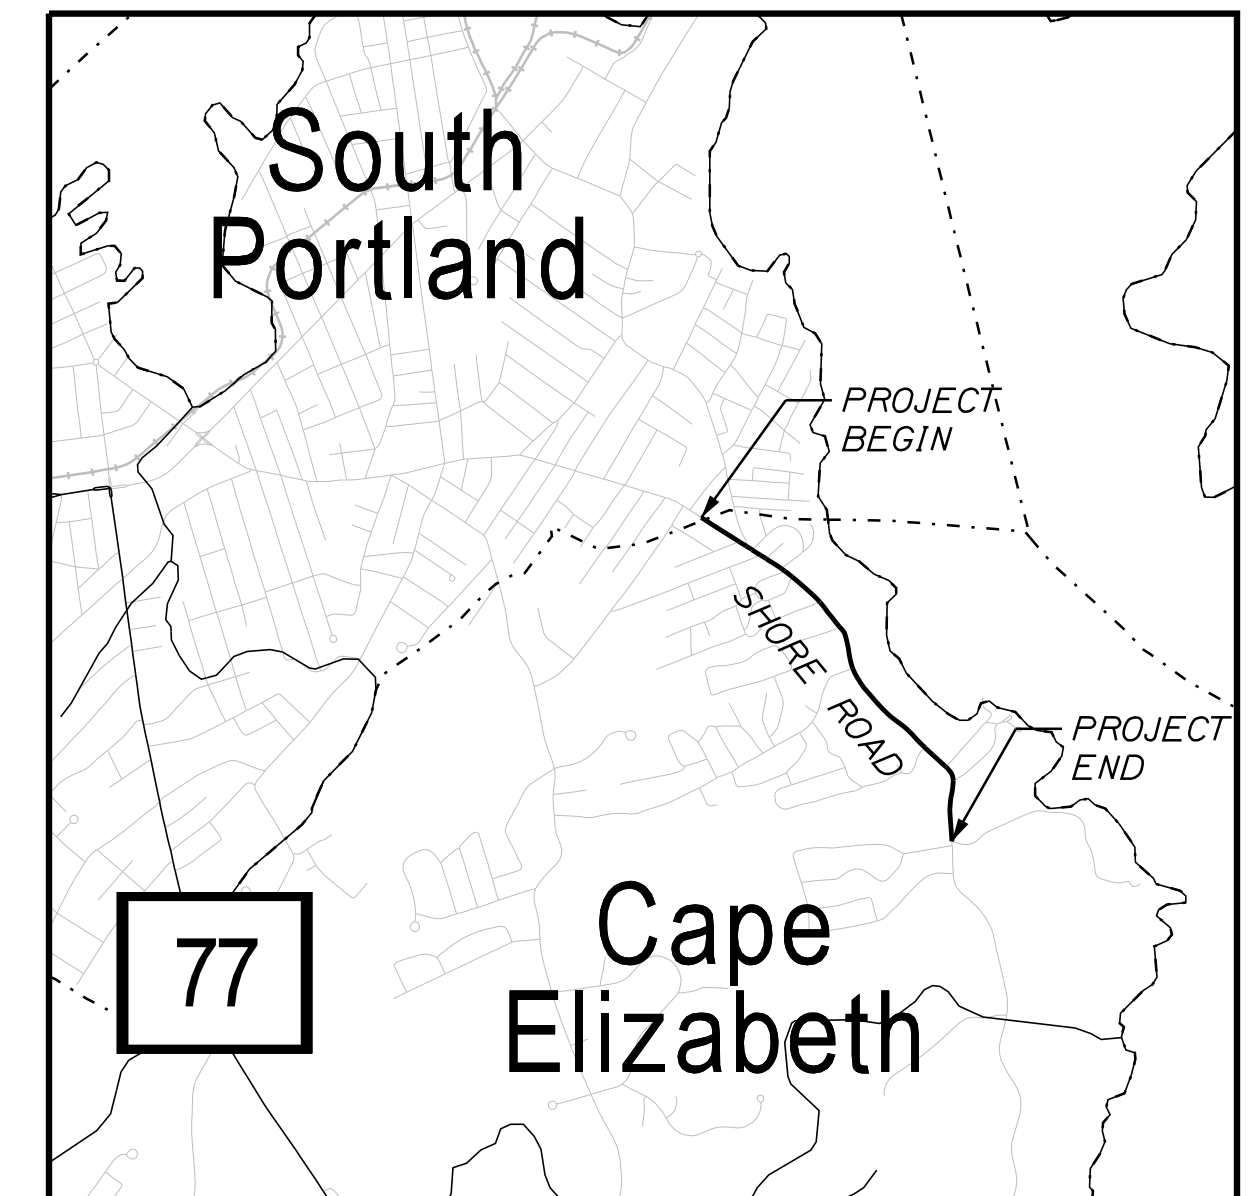 South
Portland
PROJECT
BEGIN
SHORE ROAD
PROJECT
END
77
Cape
Elizabeth